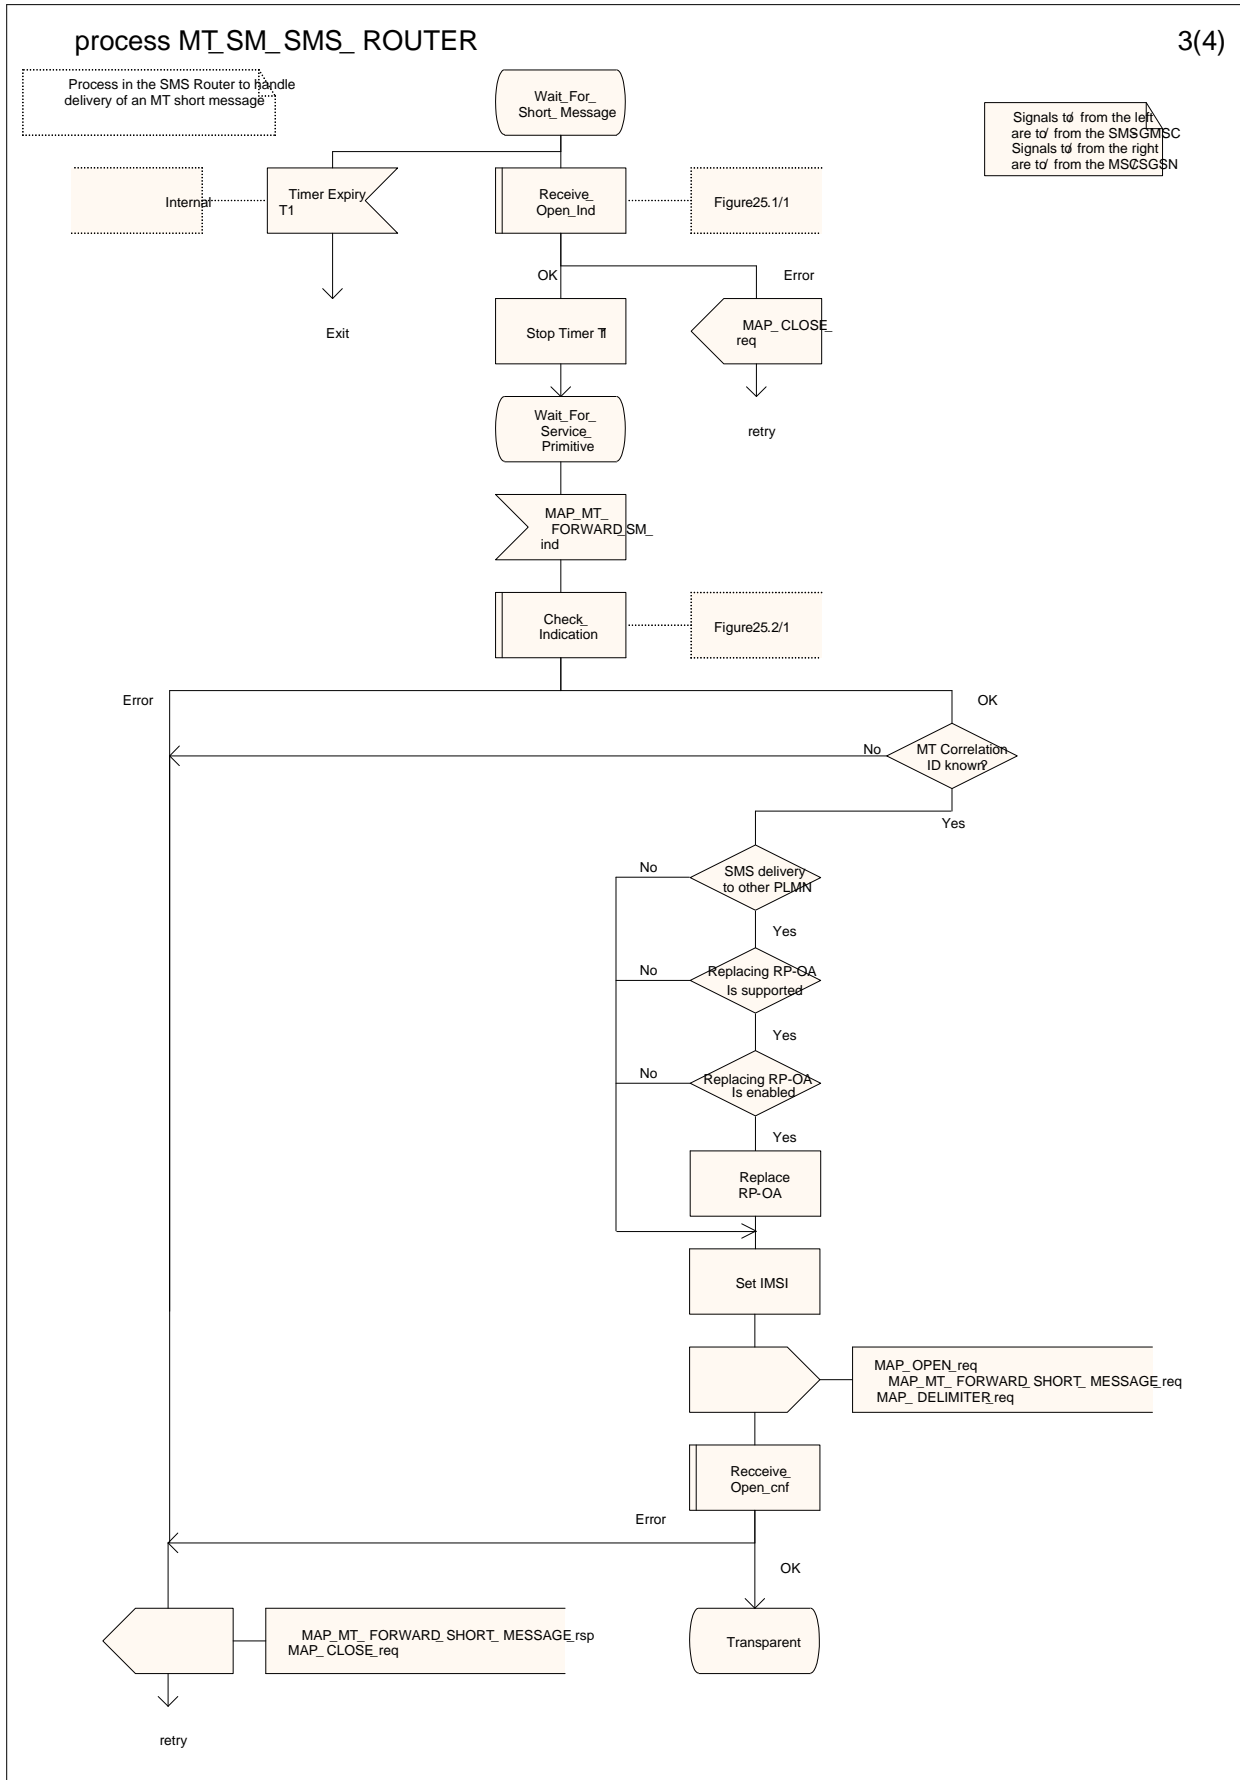 process MT_SM_SMS_ ROUTER
3(4)
Process in the SMS Router to handle
delivery of an MT short message
Wait_For_
Short_ Message
Signals to/ from the left
are to/ from the SMS-GMSC
Signals to/ from the right
are to/ from the MSC/SGSN
Internal
Timer Expiry
T1
Receive_
Open_Ind
Figure25.1/1
OK
Error
Exit
Stop Timer T1
MAP_ CLOSE_
req
Wait_For_
Service_
Primitive
retry
MAP_MT_
FORWARD_SM_
ind
Check_
Indication
Figure25.2/1
Error
OK
No
MT Correlation
ID known?
Yes
No
SMS delivery
to other PLMN
Yes
No
Replacing RP-OA
Is supported
Yes
No
Replacing RP-OA
Is enabled
Yes
Replace
RP-OA
Set IMSI
MAP_ OPEN_req
MAP_MT_ FORWARD_SHORT_ MESSAGE_req
MAP_ DELIMITER_req
Recceive_
Open_cnf
Error
OK
MAP_MT_ FORWARD_SHORT_ MESSAGE_rsp
MAP_ CLOSE_req
Transparent
retry